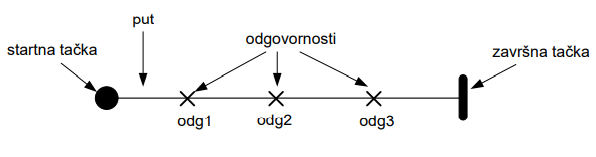 put
odgovornosti
startna tačka
završna tačka
odg1
odg2
odg3